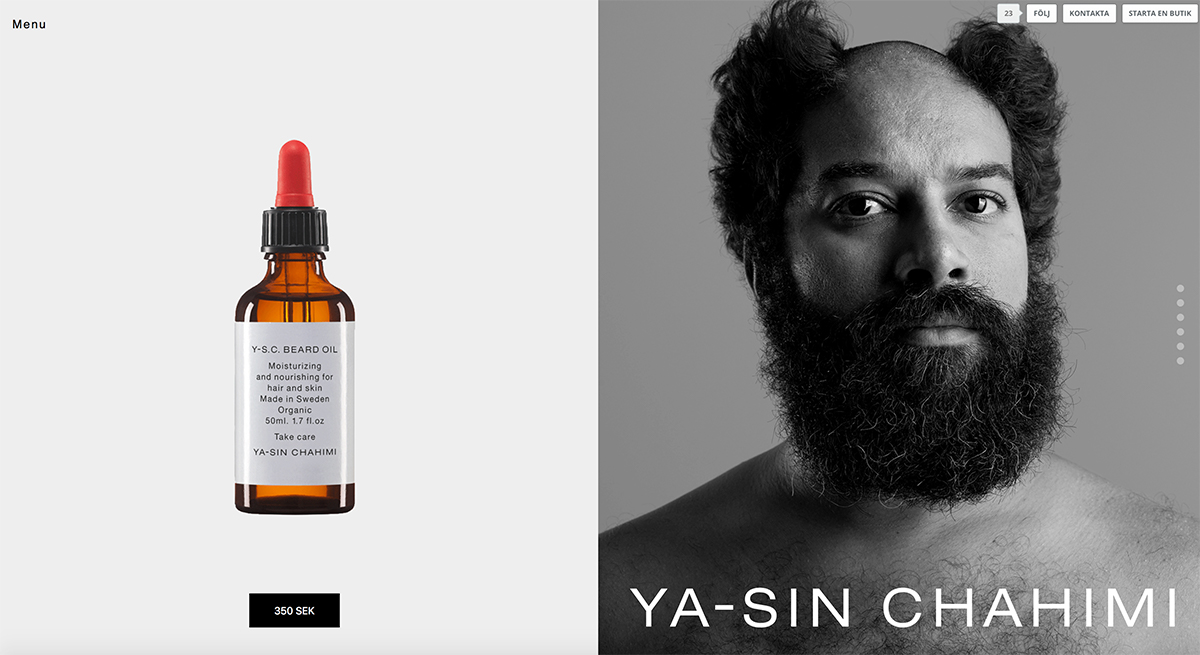 Menu
23
FÖLJ
KONTAKTA
STARTA EN BUTIK
Y-S.C. BEARD OIL
Moisturizing
and nourishing for
hair and skin
Made in Sweden
Organic
50ml. 1.7 fl.oz
Take care
YA-SIN CHAHIMI
350 SEK
YA-SIN CHAHIMI